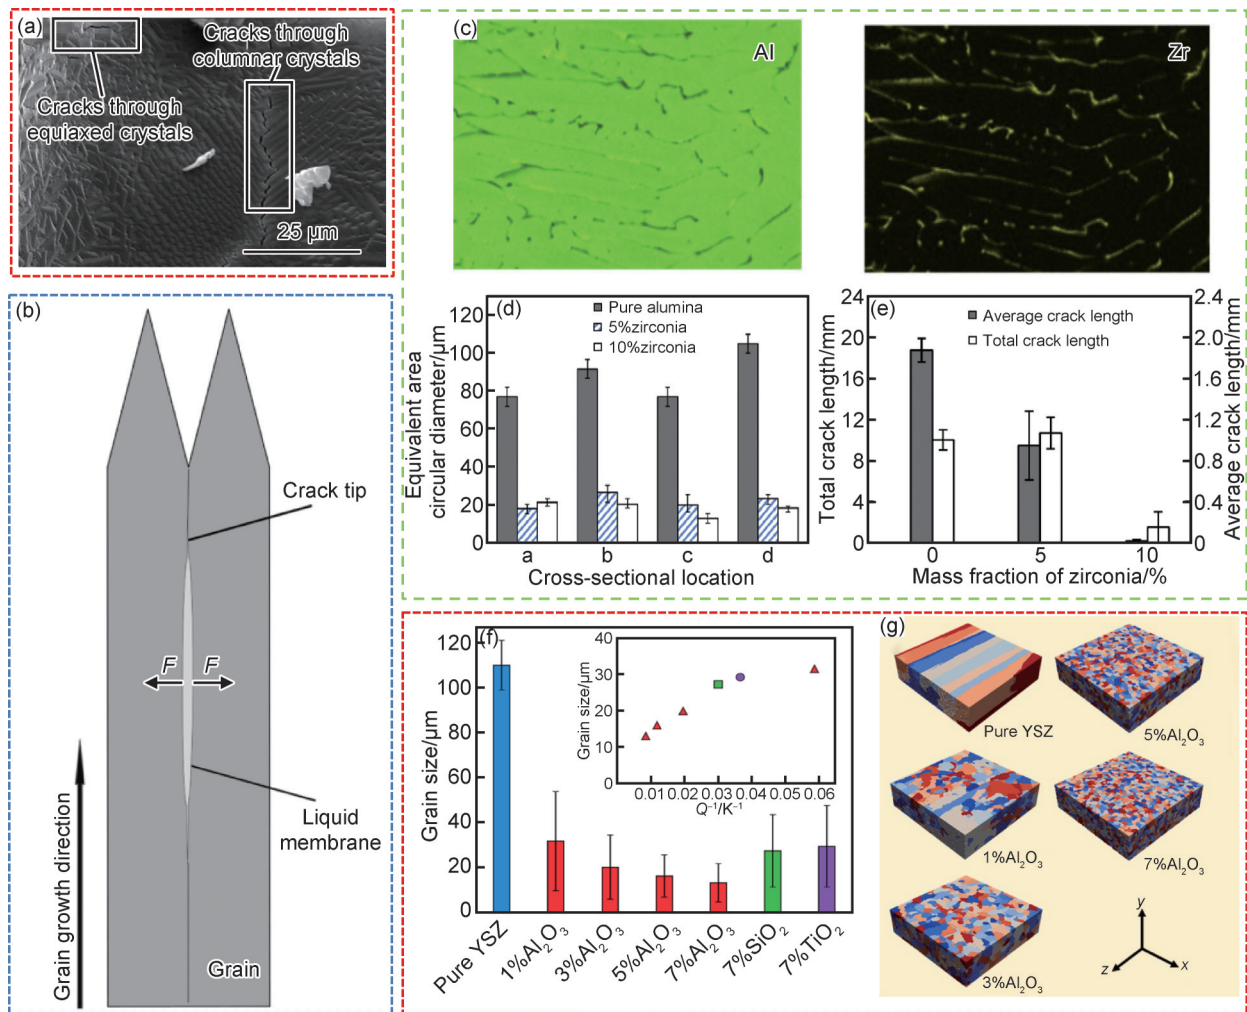 (a)
Cracks through
columnar crystals
Cracks through
equiaxed crystals
25 μm
(b)
Crack tip
F
F
Liquid
membrane
Grain growth direction
Grain
(c)
Al
Zr
(d)
Pure alumina
5%zirconia
10%zirconia
Equivalent area
circular diameter/μm
120
100
80
60
40
20
0
a
b
c
d
Cross-sectional location
(e)
Average crack length
Total crack length
Total crack length/mm
24
20
16
12
8
4
0
Average crack length/mm
2.4
2.0
1.6
1.2
0.8
0.4
0
0
5
10
Mass fraction of zirconia/%
(f)
Grain size/μm
120
100
80
60
40
20
0
Pure YSZ
1%Al₂O₃
3%Al₂O₃
5%Al₂O₃
7%Al₂O₃
7%SiO₂
7%TiO₂
Grain size/μm
40
30
20
10
0
0.01
0.02
0.03
0.04
0.05
0.06
Q⁻¹/K⁻¹
(g)
Pure YSZ
5%Al₂O₃
1%Al₂O₃
7%Al₂O₃
3%Al₂O₃
y
z
x